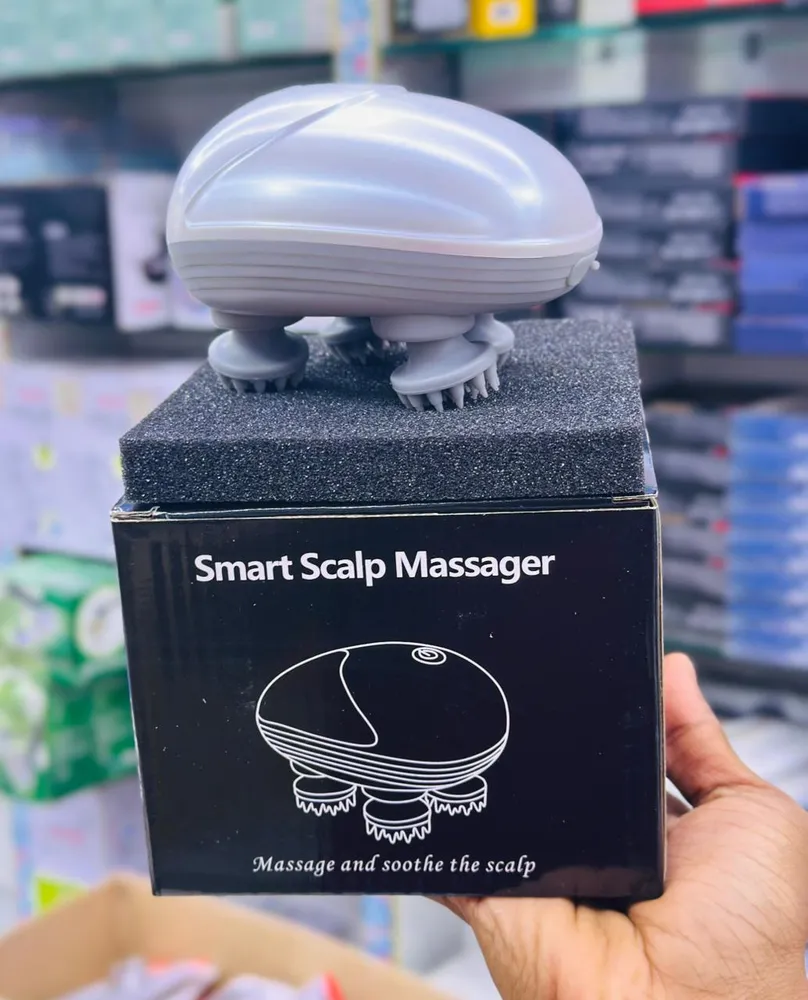 Smart Scalp Massager
Massage and soothe the scalp